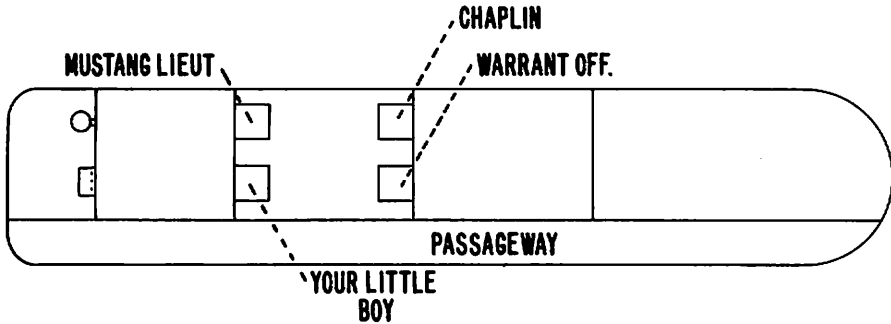 CHAPLIN
MUSTANG LIEUT
WARRANT OFF.
PASSAGEWAY
YOUR LITTLE
BOY